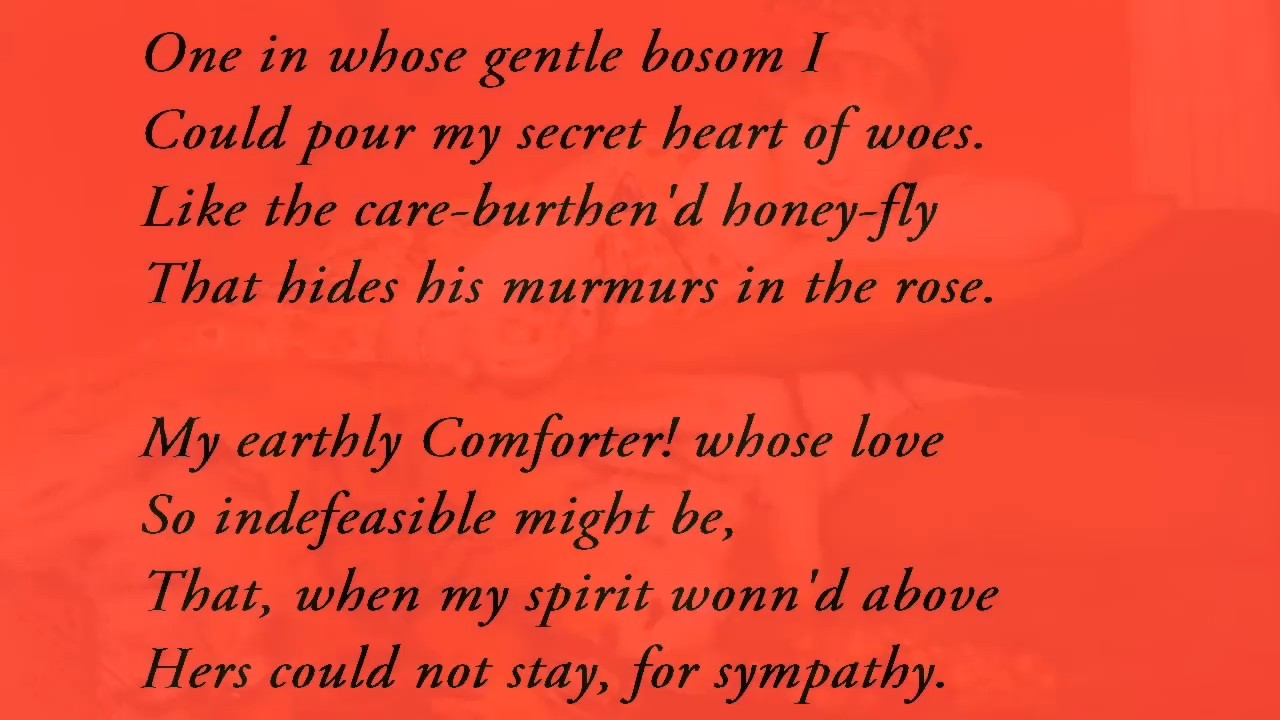 One in whose gentle bosom I
Could pour my secret heart of woes.
Like the care-burthen'd honey-fly
That hides his murmurs in the rose.
My earthly Comforter! whose love
So indefeasible might be,
That, when my spirit wonn'd above
Hers could not stay, for sympathy.